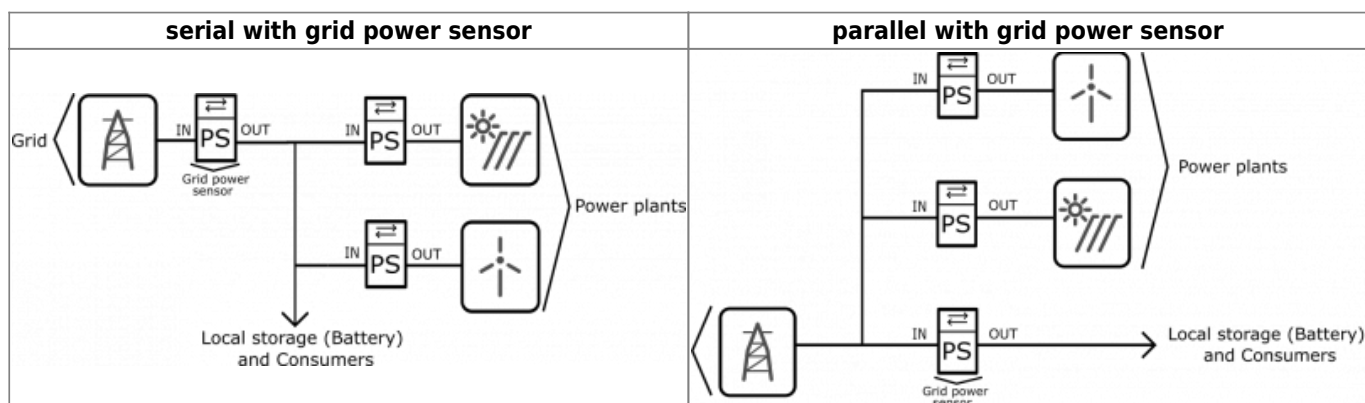 serial with grid power sensor
parallel with grid power sensor
Grid
IN
PS
OUT
Grid power
sensor
IN
PS
OUT
IN
PS
OUT
Power plants
Local storage (Battery)
and Consumers
IN
PS
OUT
IN
PS
OUT
Power plants
IN
PS
OUT
Grid power
sensor
Local storage (Battery)
and Consumers